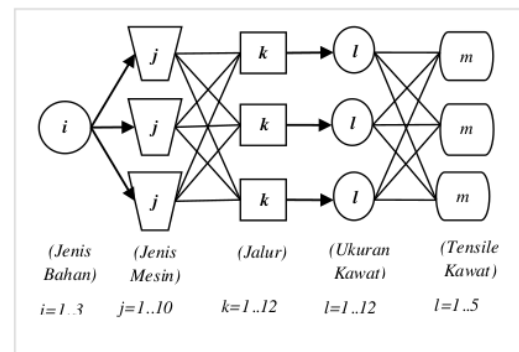 j k l m
i j k l m
j k l m
(Jenis Bahan) (Jenis Mesin) (Jalur) (Ukuran Kawat) (Tensile Kawat)
i=1..3 j=1..10 k=1..12 l=1..12 l=1..5